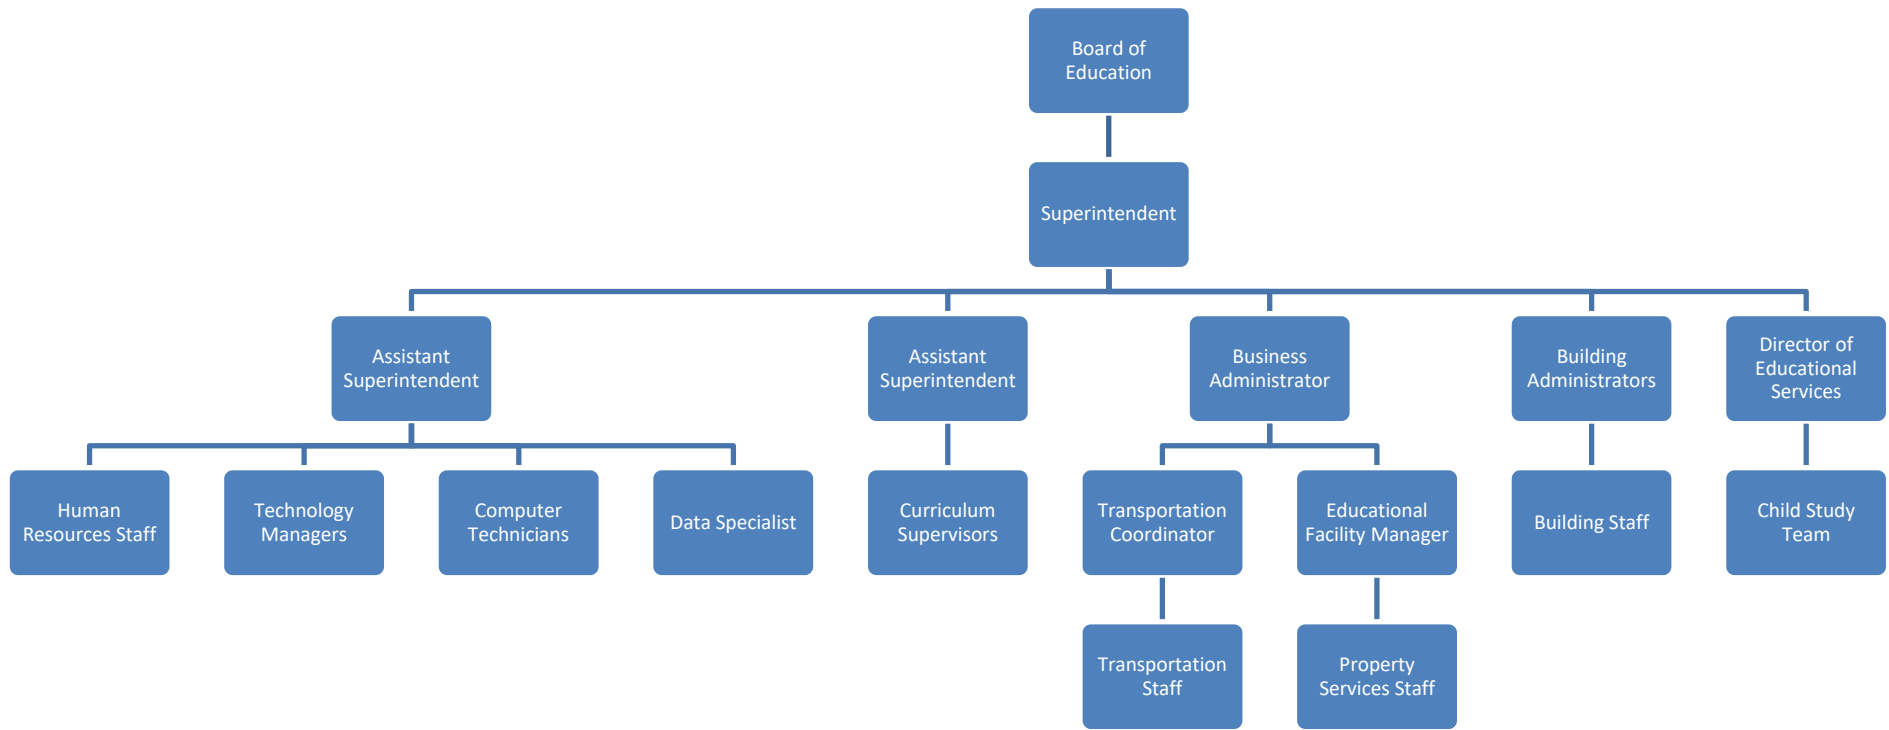 Board of
Education
Superintendent
Assistant
Superintendent
Assistant
Superintendent
Business
Administrator
Building
Administrators
Director of
Educational
Services
Human
Resources Staff
Technology
Managers
Computer
Technicians
Data Specialist
Curriculum
Supervisors
Transportation
Coordinator
Educational
Facility Manager
Building Staff
Child Study
Team
Transportation
Staff
Property
Services Staff